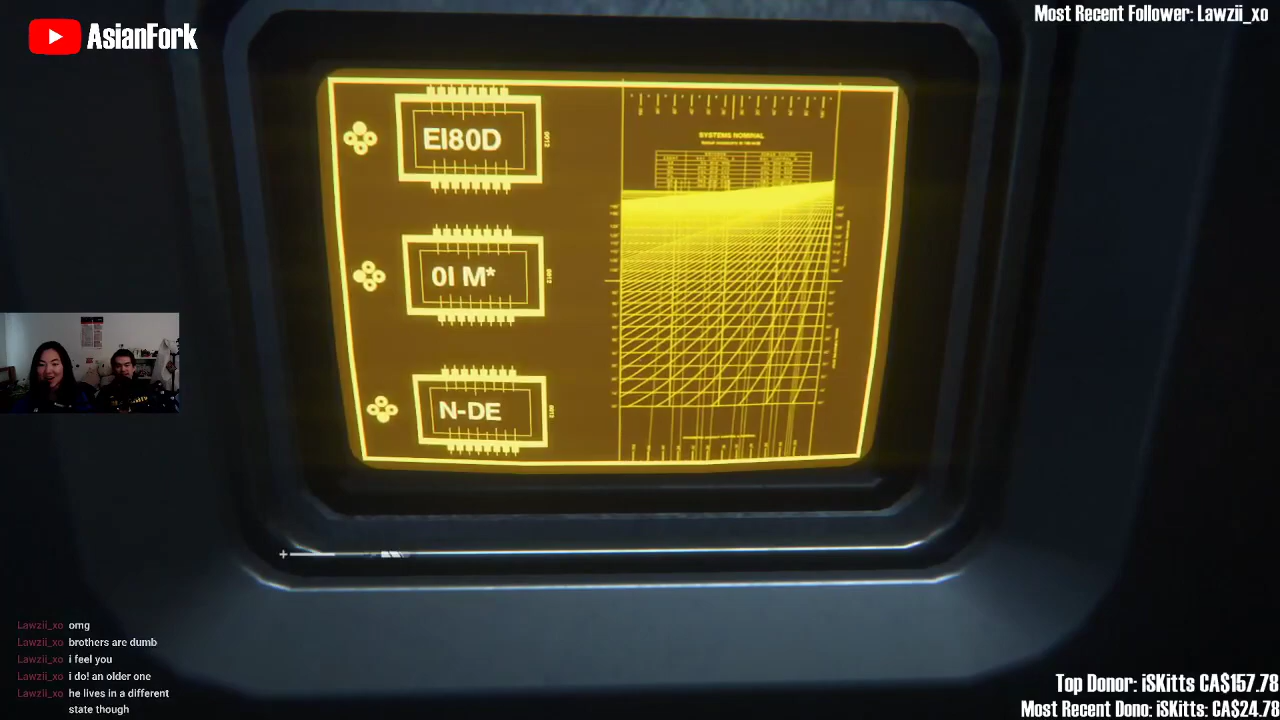 AsianFork
Most Recent Follower: Lawzii_xo
EI80D
0I M*
N-DE
SYSTEMS NOMINAL
Lawzii_xo omg
Lawzii_xo brothers are dumb
Lawzii_xo i feel you
Lawzii_xo i do! an older one
Lawzii_xo he lives in a different
state though
Top Donor: iSKitts CA$157.78
Most Recent Dono: iSKitts: CA$24.78